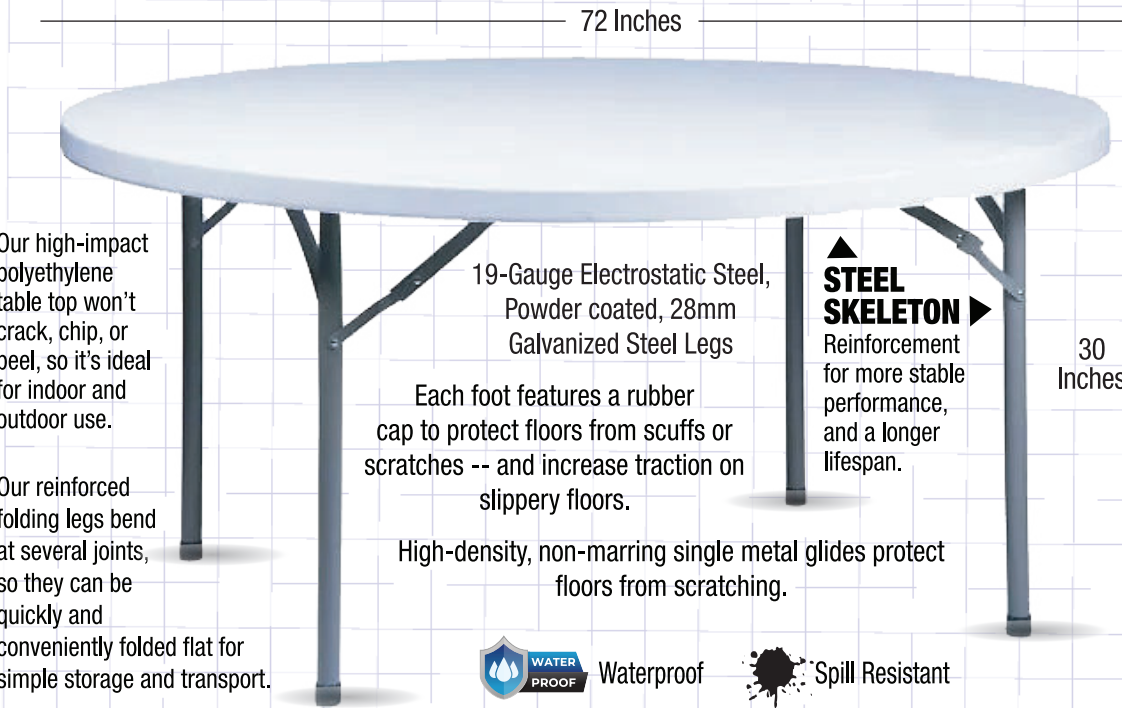 72 Inches
Our high-impact
polyethylene
table top won’t
crack, chip, or
peel, so it’s ideal
for indoor and
outdoor use.
Our reinforced
folding legs bend
at several joints,
so they can be
quickly and
conveniently folded flat for
simple storage and transport.
19-Gauge Electrostatic Steel,
Powder coated, 28mm
Galvanized Steel Legs
Each foot features a rubber
cap to protect floors from scuffs or
scratches -- and increase traction on
slippery floors.
High-density, non-marring single metal glides protect
floors from scratching.
STEEL
SKELETON
Reinforcement
for more stable
performance,
and a longer
lifespan.
30
Inches
WATER
PROOF
Waterproof
Spill Resistant